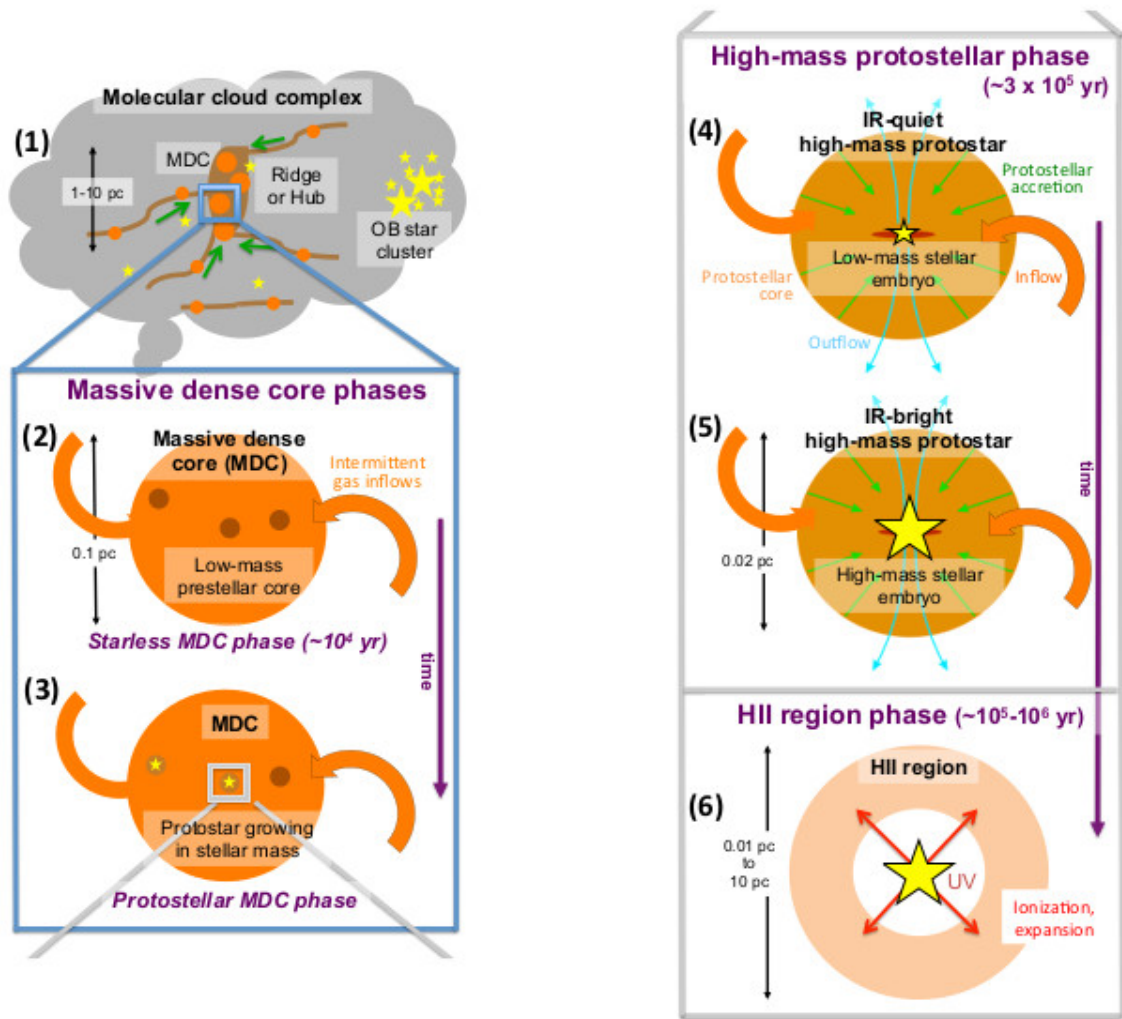 Molecular cloud complex
(1)
MDC
1-10 pc
Ridge
or Hub
OB star
cluster
Massive dense core phases
(2)
Massive dense
core (MDC)
Intermittent
gas inflows
0.1 pc
Low-mass
prestellar core
Starless MDC phase (~10⁴ yr)
time
(3)
MDC
Protostar growing
in stellar mass
Protostellar MDC phase
High-mass protostellar phase
(~3 x 10⁵ yr)
(4)
IR-quiet
high-mass protostar
Protostellar
accretion
Low-mass stellar
embryo
Protostellar
core
Inflow
Outflow
(5)
IR-bright
high-mass protostar
time
0.02 pc
High-mass stellar
embryo
HII region phase (~10⁵-10⁶ yr)
HII region
(6)
0.01 pc
to
10 pc
UV
Ionization,
expansion